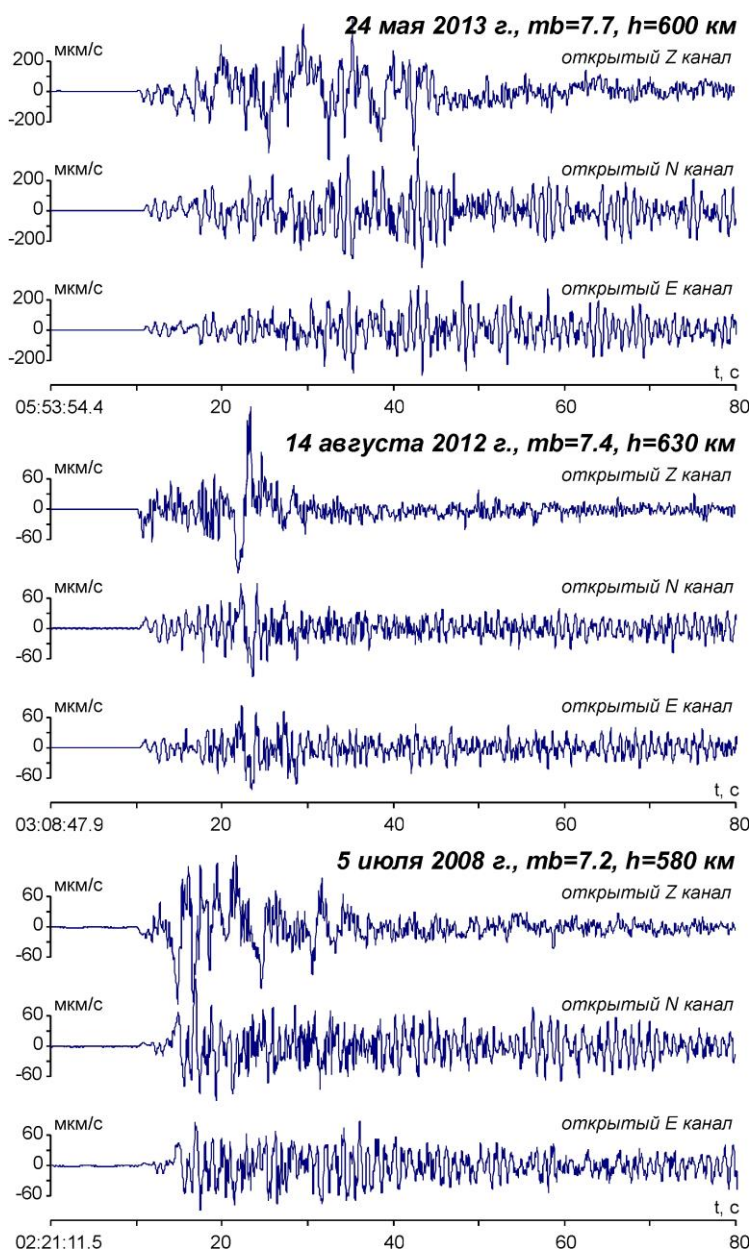 24 мая 2013 г., mb=7.7, h=600 км
мкм/с
открытый Z канал
200
0
-200
мкм/с
открытый N канал
200
0
-200
мкм/с
открытый E канал
200
0
-200
t, с
05:53:54.4 20 40 60 80
14 августа 2012 г., mb=7.4, h=630 км
мкм/с
открытый Z канал
60
0
-60
мкм/с
открытый N канал
60
0
-60
мкм/с
открытый E канал
60
0
-60
t, с
03:08:47.9 20 40 60 80
5 июля 2008 г., mb=7.2, h=580 км
мкм/с
открытый Z канал
60
0
-60
мкм/с
открытый N канал
60
0
-60
мкм/с
открытый E канал
60
0
-60
t, с
02:21:11.5 20 40 60 80